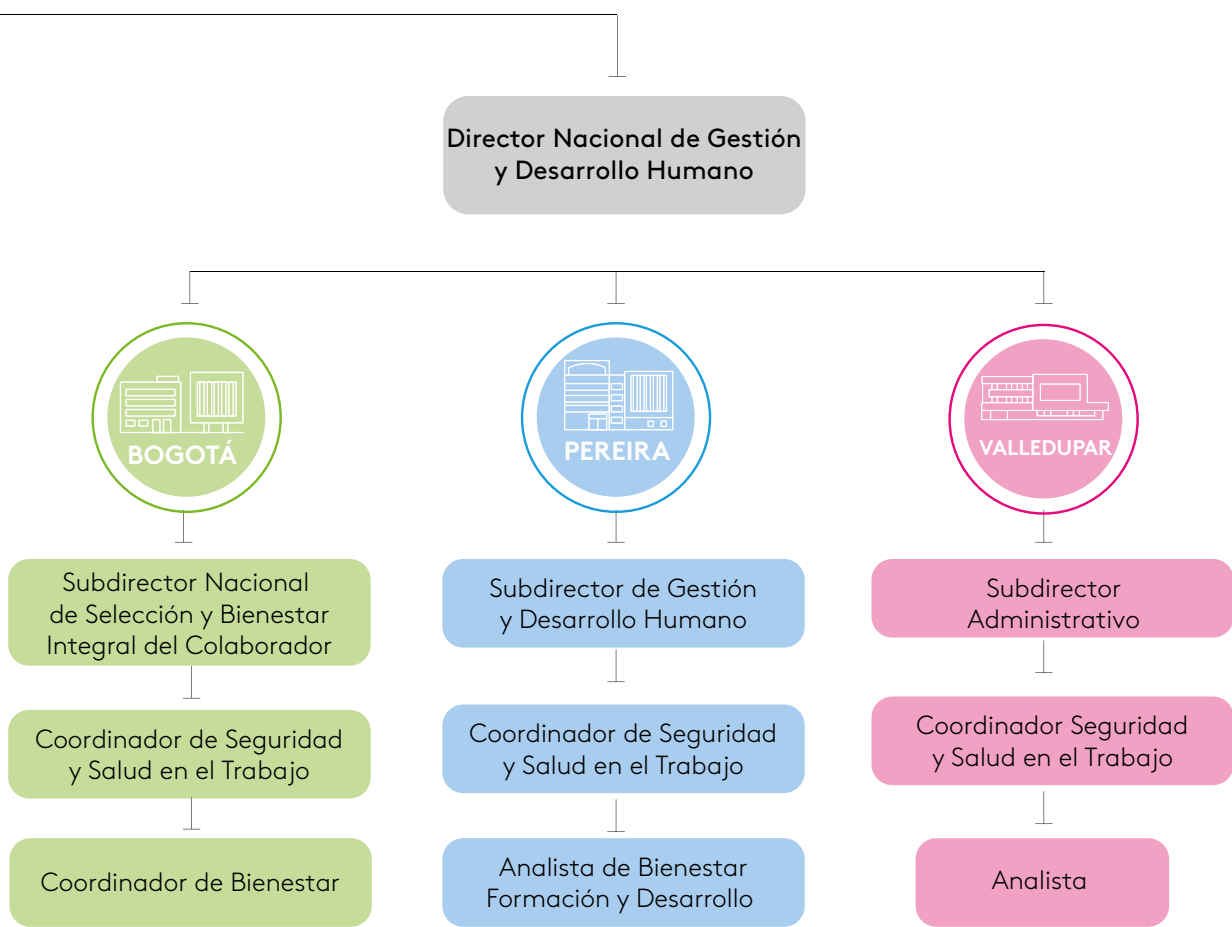 Director Nacional de Gestión
y Desarrollo Humano
BOGOTÁ
PEREIRA
VALLEDUPAR
Subdirector Nacional
de Selección y Bienestar
Integral del Colaborador
Subdirector de Gestión
y Desarrollo Humano
Subdirector
Administrativo
Coordinador de Seguridad
y Salud en el Trabajo
Coordinador de Seguridad
y Salud en el Trabajo
Coordinador Seguridad
y Salud en el Trabajo
Coordinador de Bienestar
Analista de Bienestar
Formación y Desarrollo
Analista